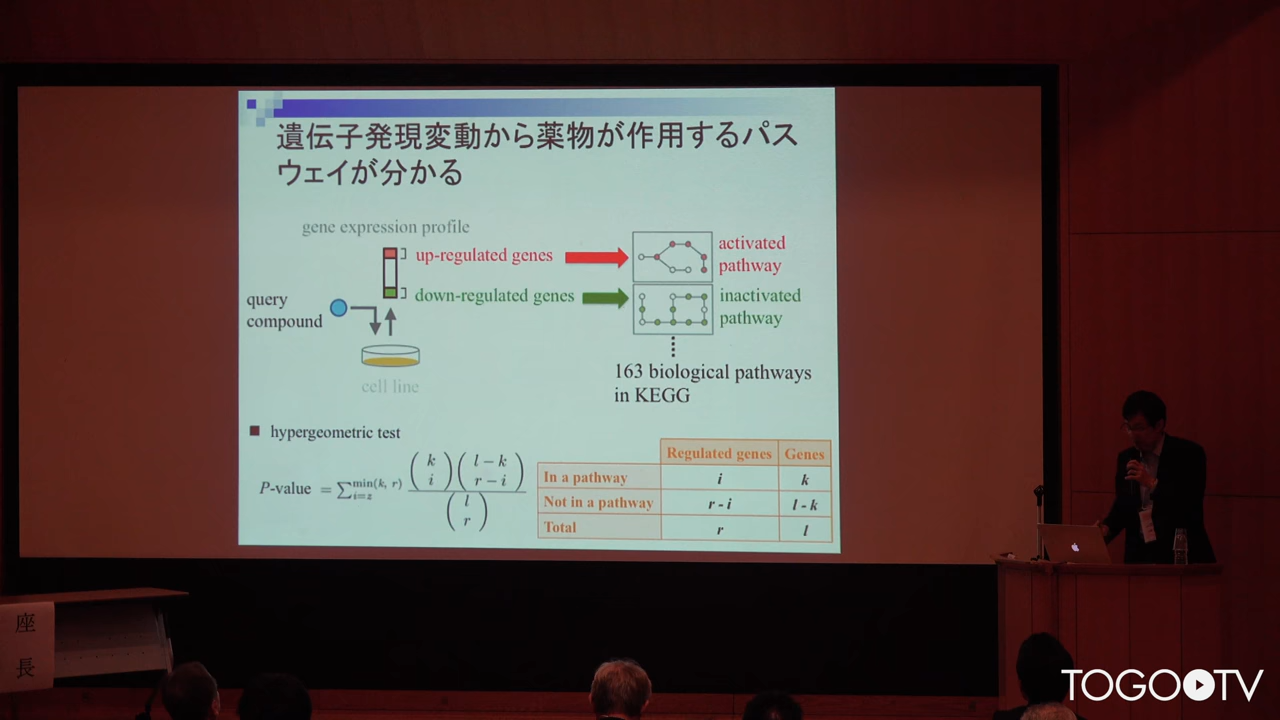 遺伝子発現変動から薬物が作用するパス
ウェイが分かる
gene expression profile
up-regulated genes
down-regulated genes
query
compound
cell line
activated
pathway
inactivated
pathway
163 biological pathways
in KEGG
hypergeometric test
P-value = ∑_{i=z}^{min(k, r)} (k i)(l − k r − i) / (l r)
Regulated genes Genes
In a pathway i k
Not in a pathway r - i l - k
Total r l
座
長
TOGOTV